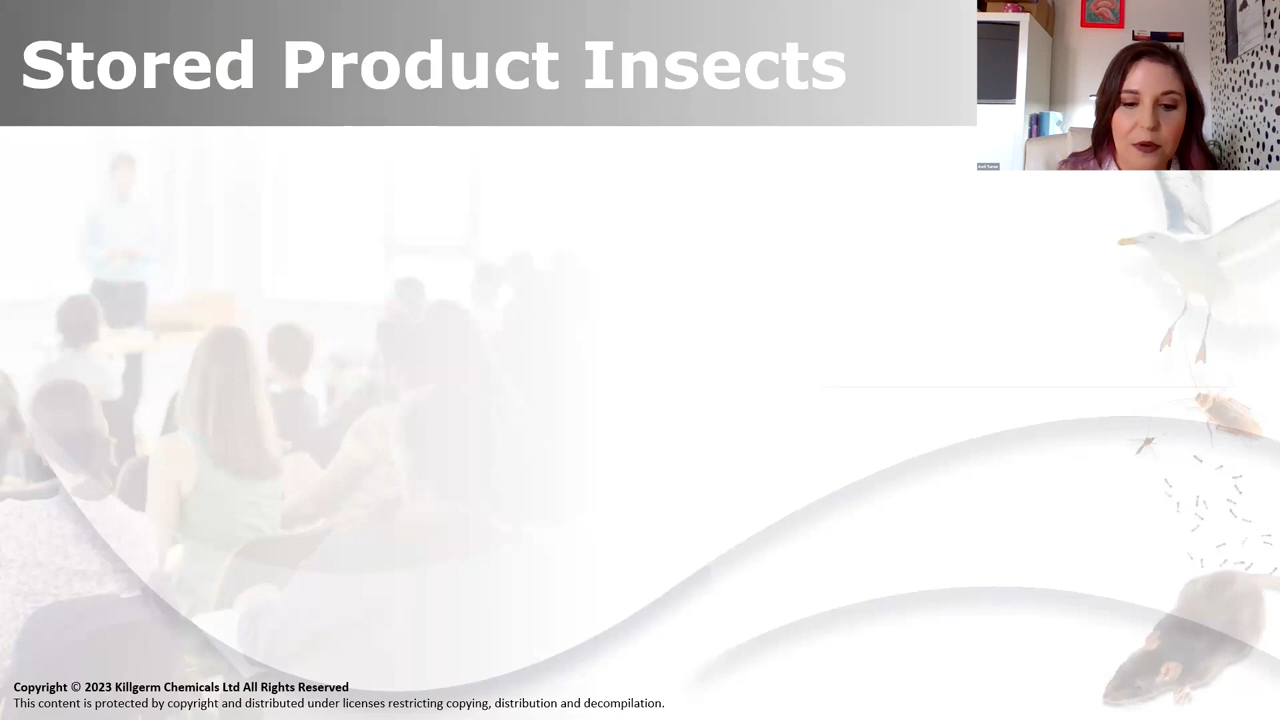 Stored Product Insects
Copyright © 2023 Killgerm Chemicals Ltd All Rights Reserved
This content is protected by copyright and distributed under licenses restricting copying, distribution and decompilation.